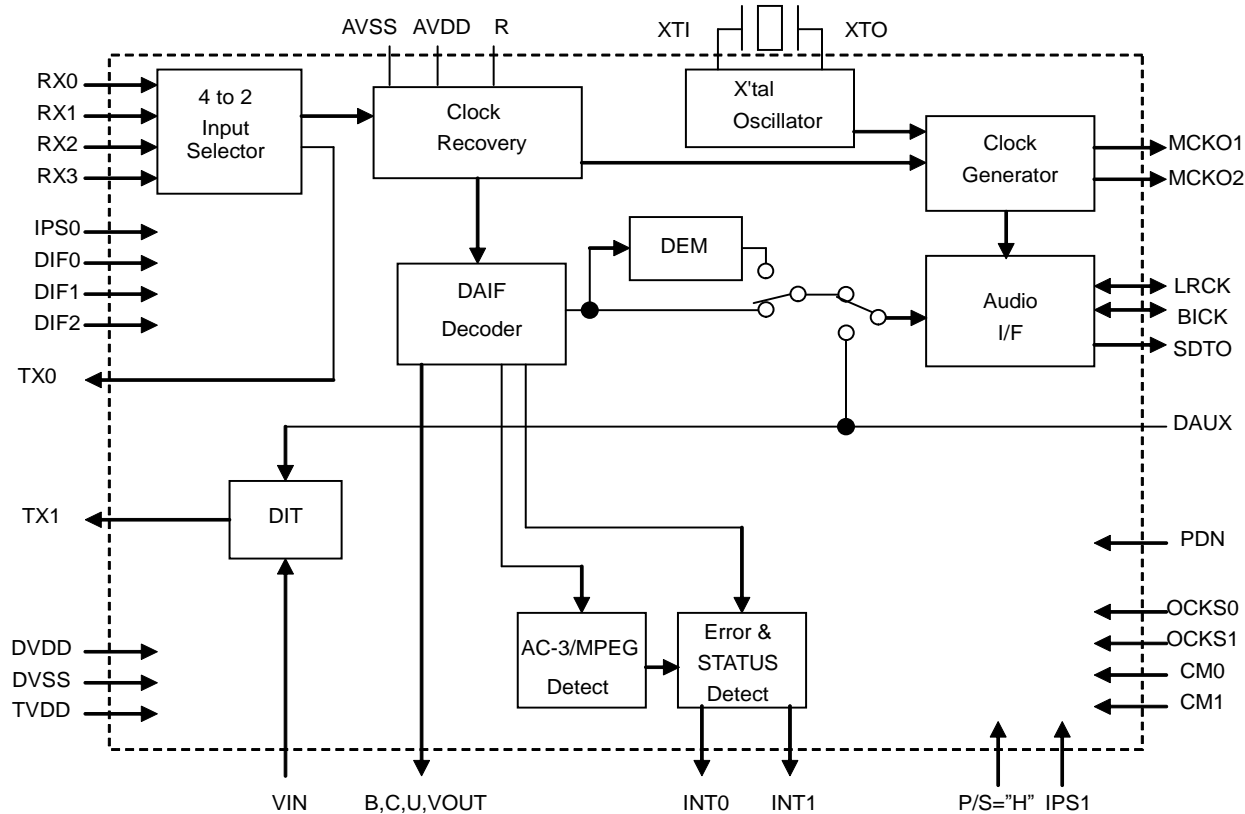 AVSS AVDD R
XTI XTO
RX0
RX1
RX2
RX3
4 to 2
Input
Selector
Clock
Recovery
X'tal
Oscillator
Clock
Generator
MCKO1
MCKO2
IPS0
DIF0
DIF1
DIF2
DEM
DAIF
Decoder
Audio
I/F
LRCK
BICK
SDTO
TX0
DAUX
TX1
DIT
PDN
OCKS0
OCKS1
CM0
CM1
DVDD
DVSS
TVDD
AC-3/MPEG
Detect
Error &
STATUS
Detect
VIN
B,C,U,VOUT
INT0
INT1
P/S=”H”
IPS1